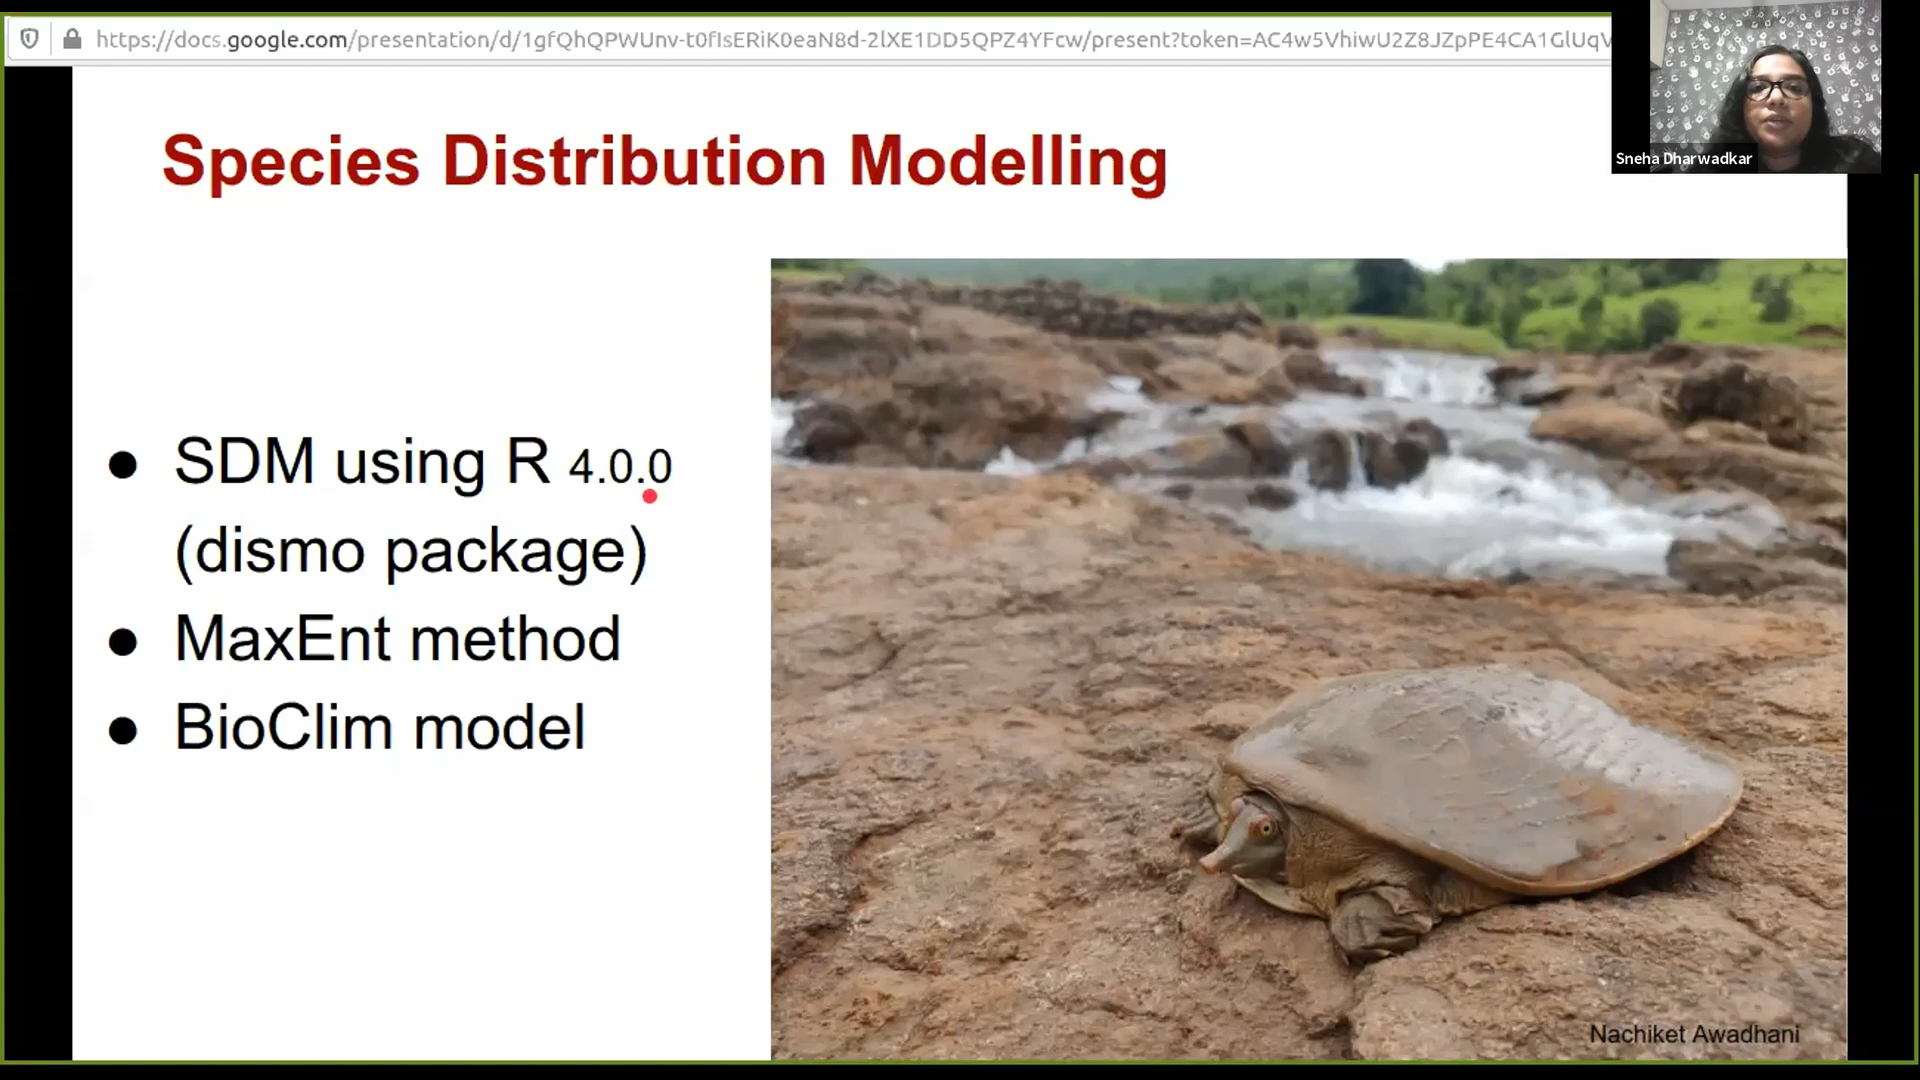 https://docs.google.com/presentation/d/1gfQhQPWUnv-t0fIsERiK0eaN8d-2lXE1DD5QPZ4YFcw/present?token=AC4w5VhiwU2Z8JZpPE4CA1GlUqV
Sneha Dharwadkar
Species Distribution Modelling
● SDM using R 4.0.0
(dismo package)
● MaxEnt method
● BioClim model
Nachiket Awadhani